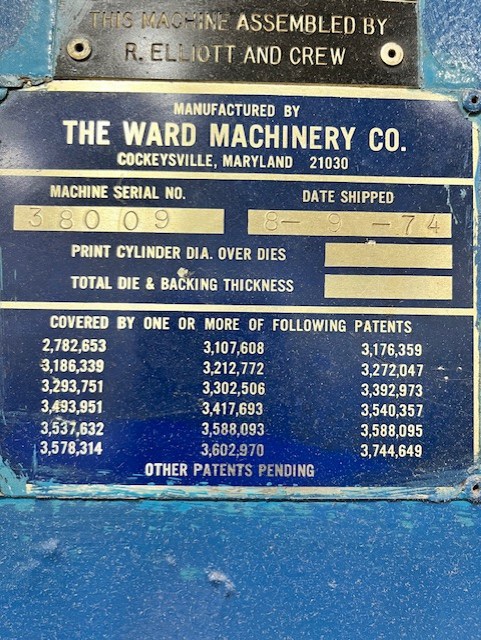 THIS MACHINE ASSEMBLED BY
R. ELLIOTT AND CREW
MANUFACTURED BY
THE WARD MACHINERY CO.
COCKEYSVILLE, MARYLAND 21030
MACHINE SERIAL NO. DATE SHIPPED
38009 8-9-74
PRINT CYLINDER DIA. OVER DIES
TOTAL DIE & BACKING THICKNESS
COVERED BY ONE OR MORE OF FOLLOWING PATENTS
2,782,653 3,107,608 3,176,359
3,186,339 3,212,772 3,272,047
3,293,751 3,302,506 3,392,973
3,493,951 3,417,693 3,540,357
3,537,632 3,588,093 3,588,095
3,578,314 3,602,970 3,744,649
OTHER PATENTS PENDING